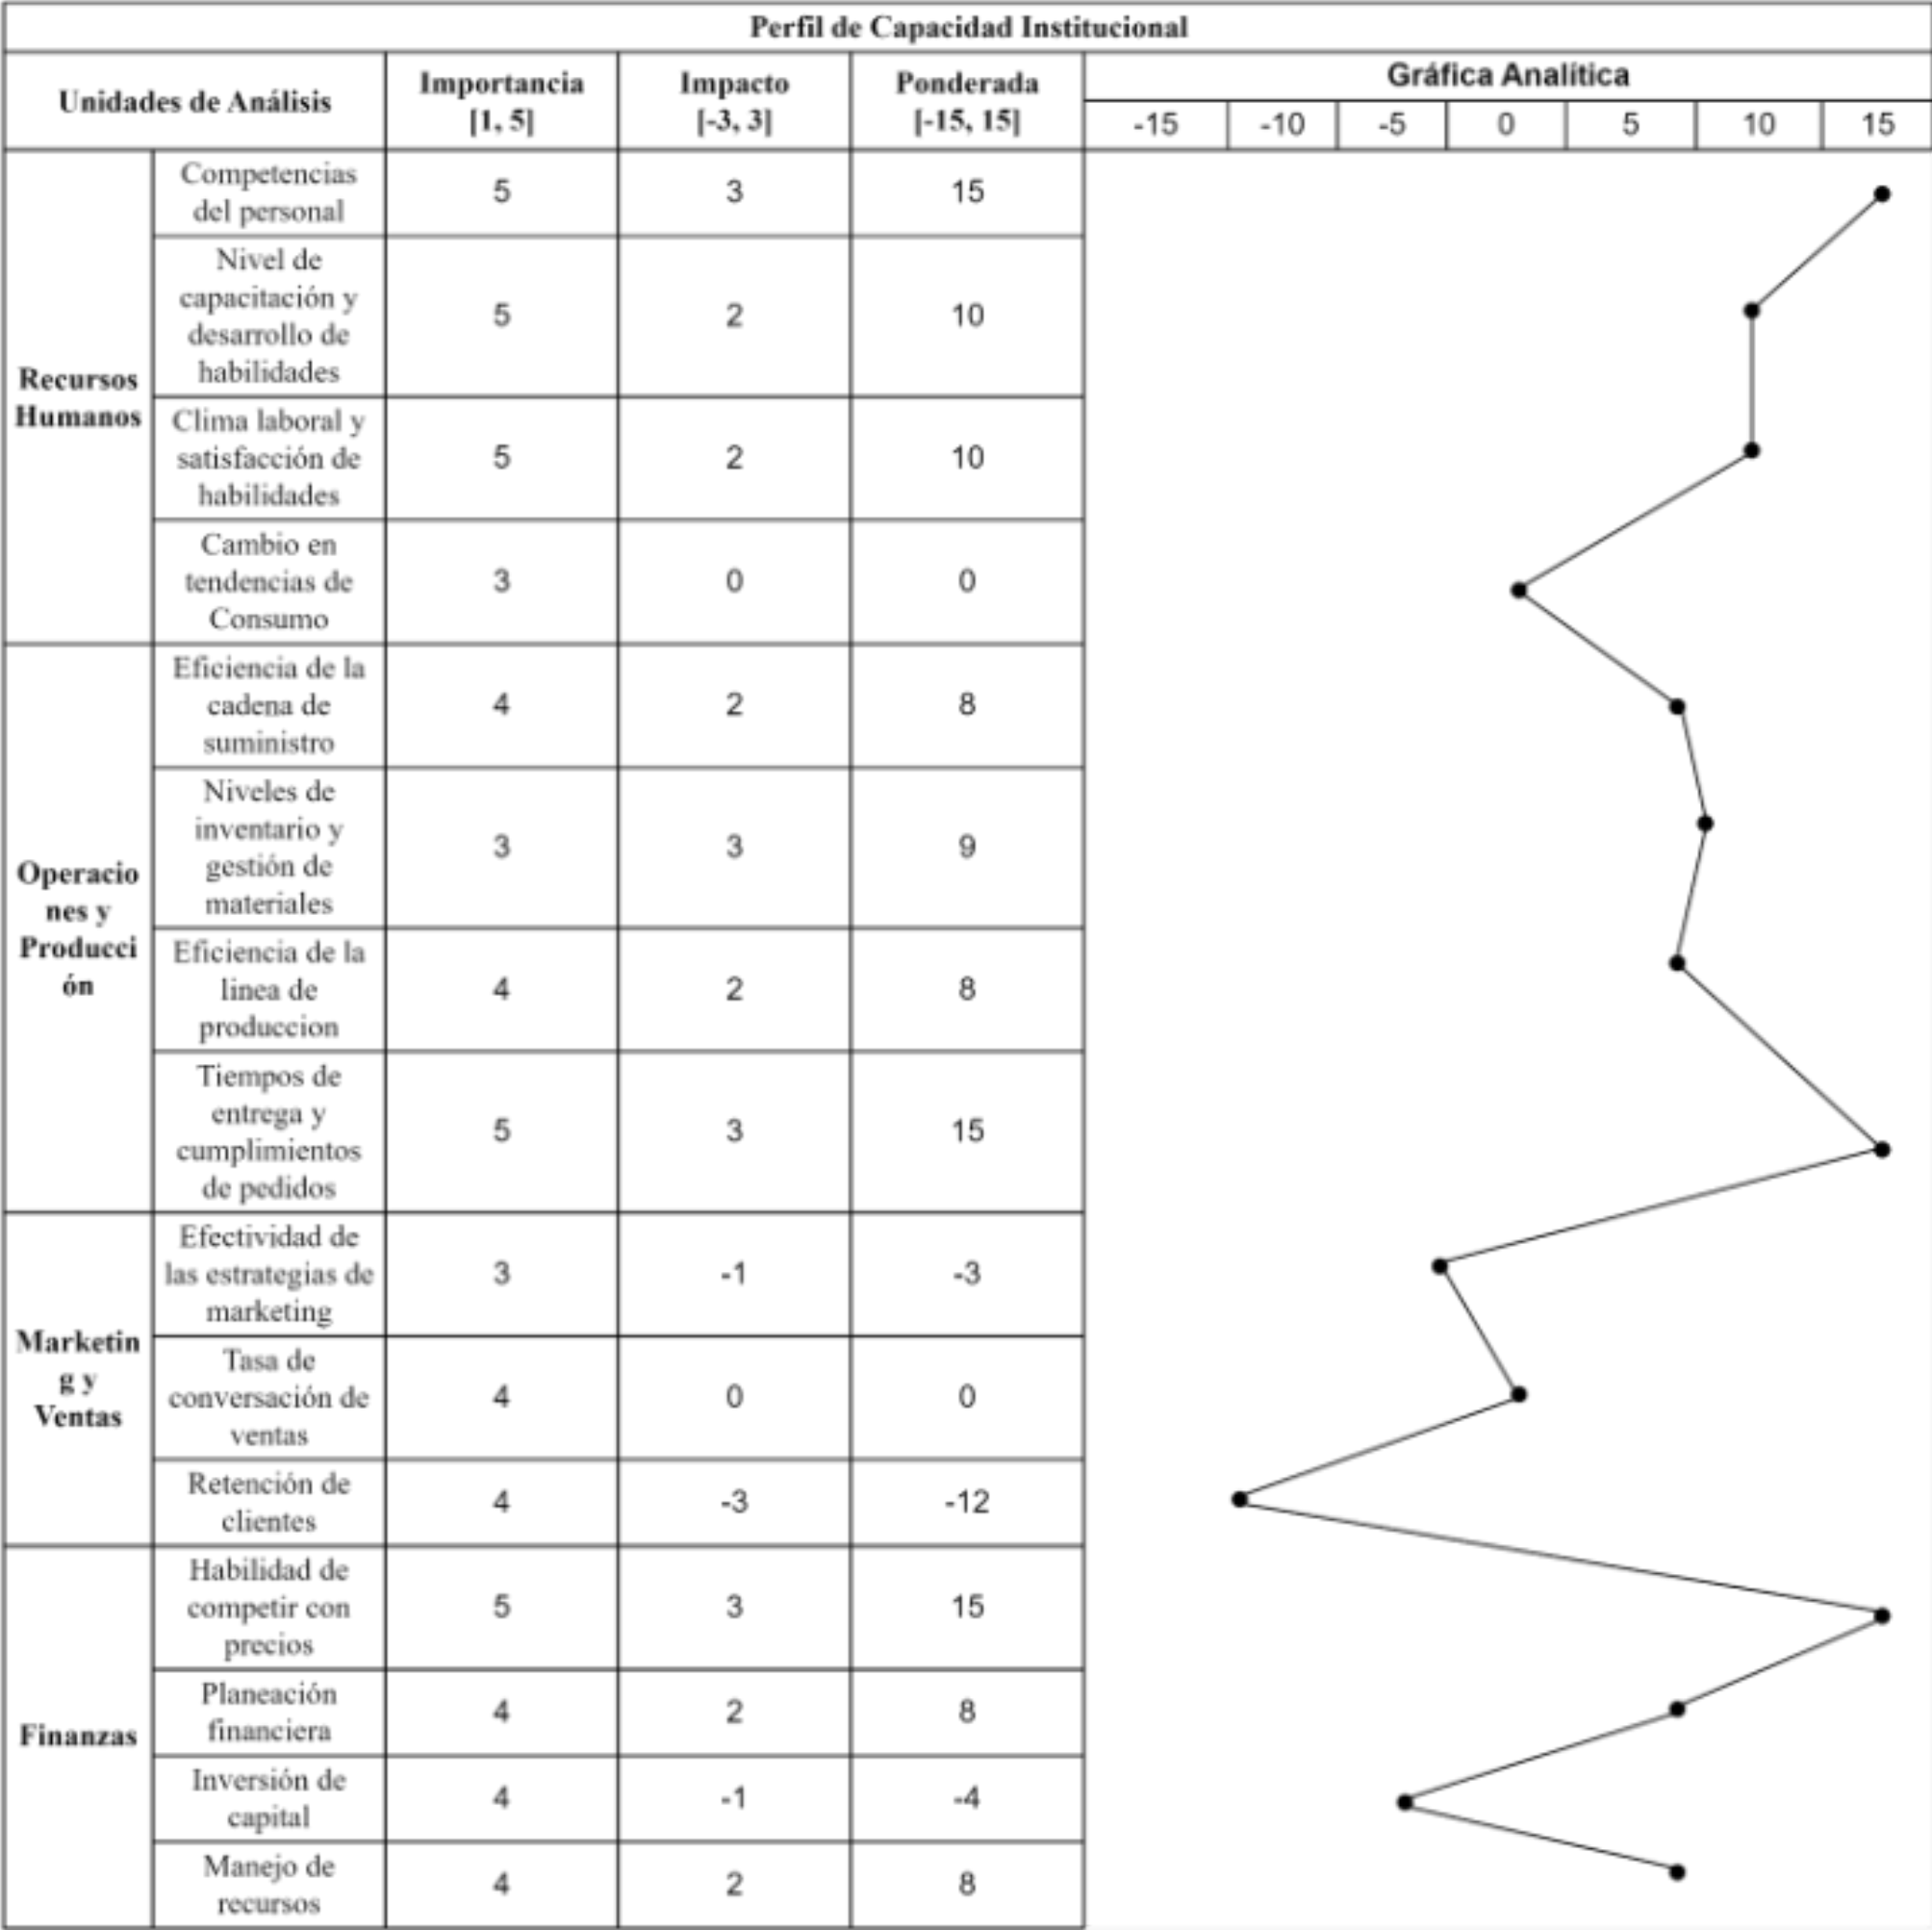 Perfil de Capacidad Institucional
Unidades de Análisis
Importancia
[1, 5]
Impacto
[-3, 3]
Ponderada
[-15, 15]
Gráfica Analítica
-15 -10 -5 0 5 10 15
Recursos
Humanos
Competencias
del personal
5 3 15
Nivel de
capacitación y
desarrollo de
habilidades
5 2 10
Clima laboral y
satisfacción de
habilidades
5 2 10
Cambio en
tendencias de
Consumo
3 0 0
Operacio
nes y
Producci
ón
Eficiencia de la
cadena de
suministro
4 2 8
Niveles de
inventario y
gestión de
materiales
3 3 9
Eficiencia de la
linea de
produccion
4 2 8
Tiempos de
entrega y
cumplimientos
de pedidos
5 3 15
Marketin
g y
Ventas
Efectividad de
las estrategias de
marketing
3 -1 -3
Tasa de
conversación de
ventas
4 0 0
Retención de
clientes
4 -3 -12
Finanzas
Habilidad de
competir con
precios
5 3 15
Planeación
financiera
4 2 8
Inversión de
capital
4 -1 -4
Manejo de
recursos
4 2 8